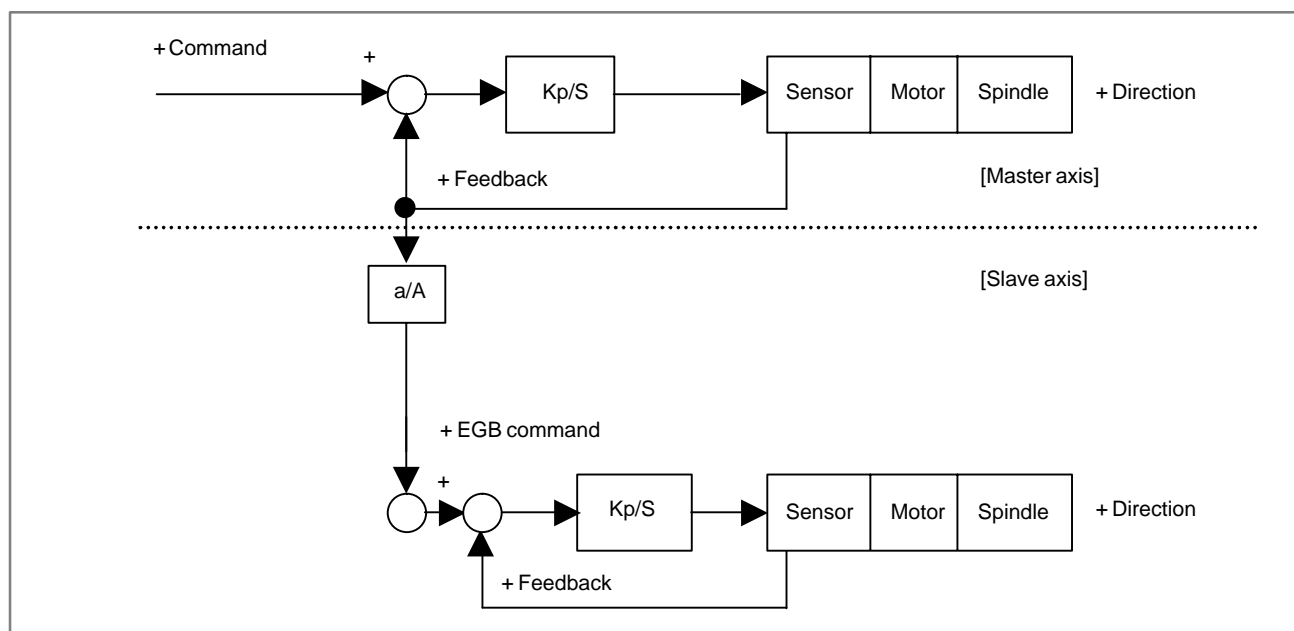 + Command
+
Kp/S
Sensor Motor Spindle
+ Direction
+ Feedback
[Master axis]
a/A
[Slave axis]
+ EGB command
+
Kp/S
Sensor Motor Spindle
+ Direction
+ Feedback